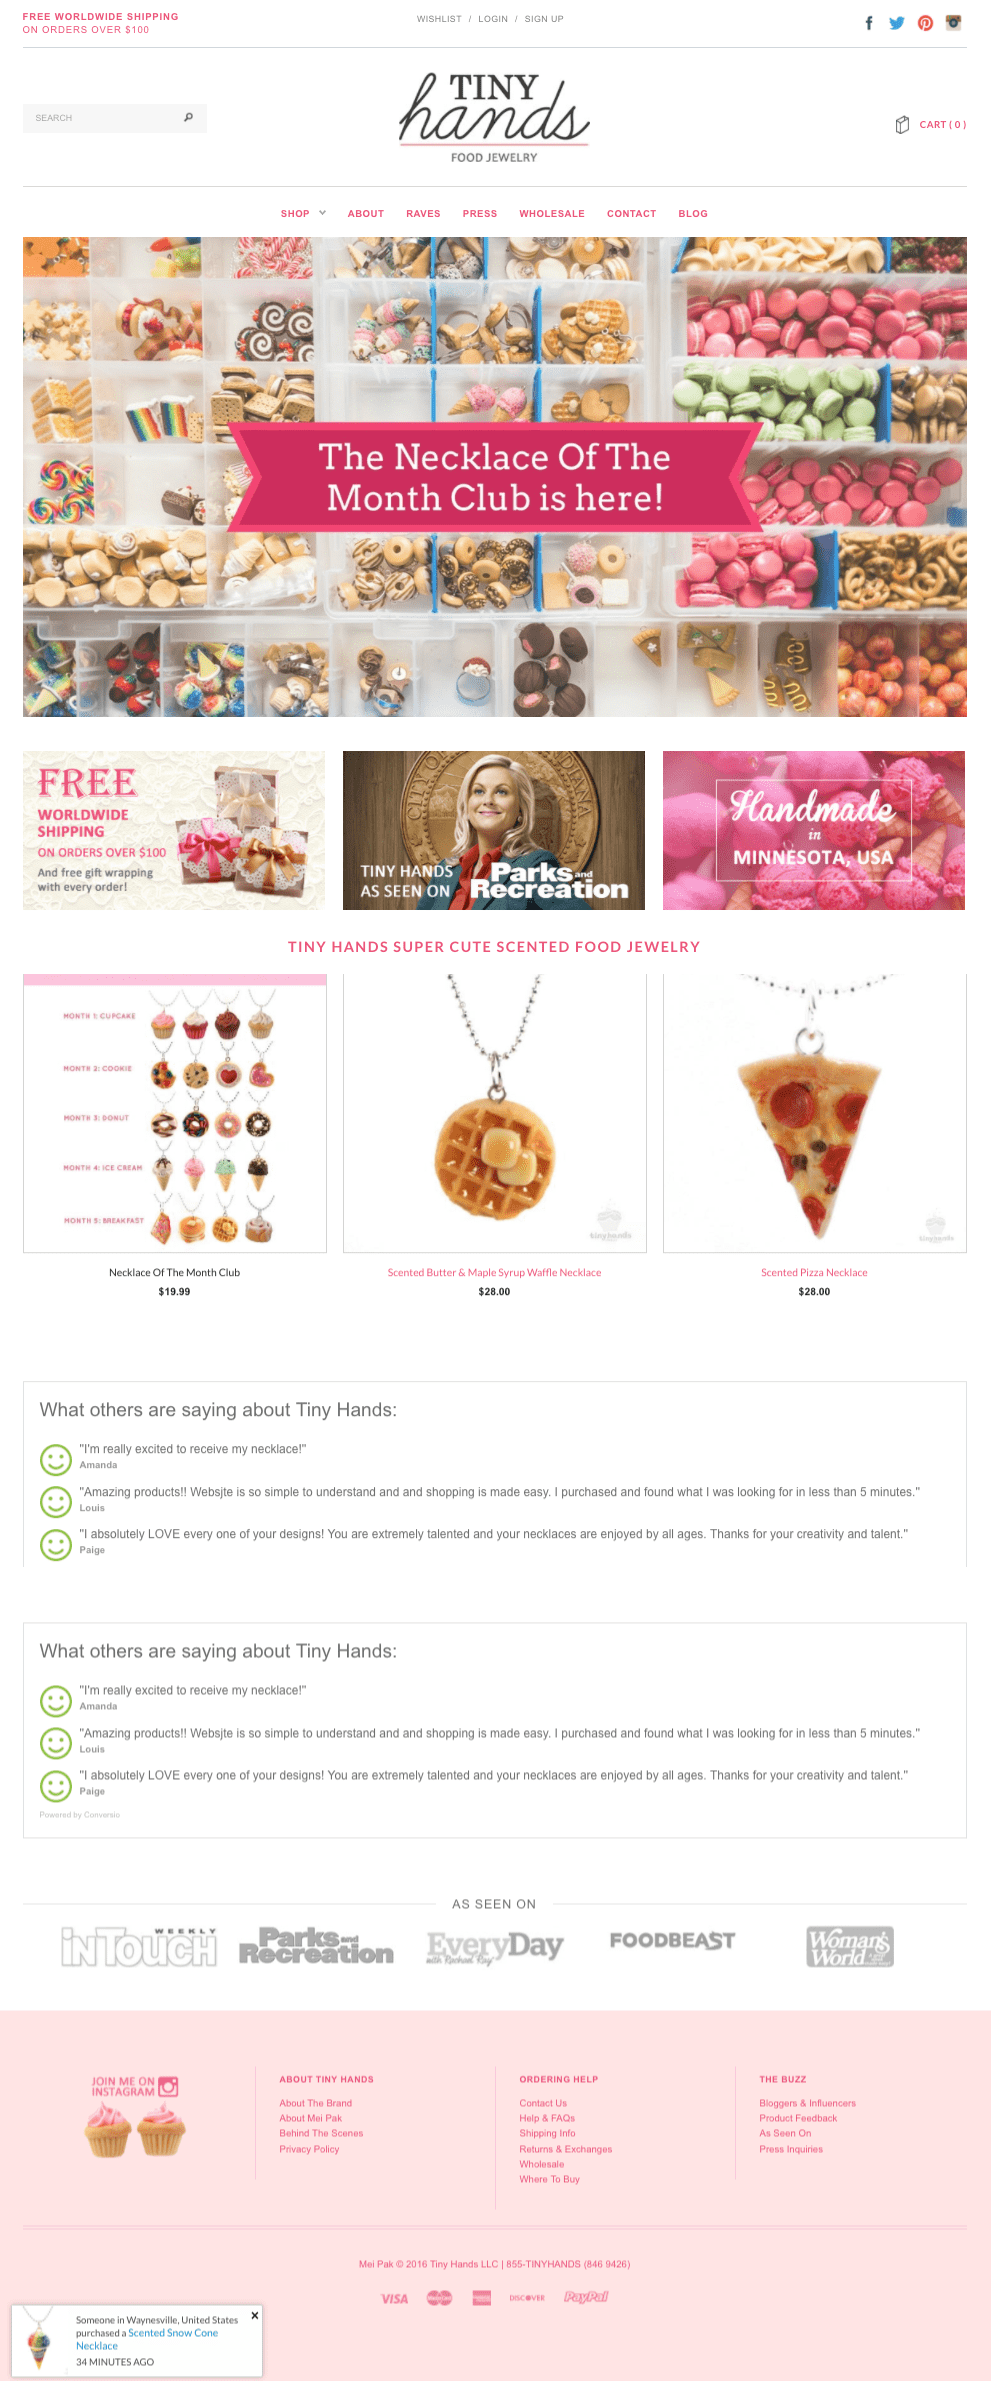 FREE WORLDWIDE SHIPPING
ON ORDERS OVER $100
WISHLIST / LOGIN / SIGN UP
SEARCH
TINY
hands
FOOD JEWELRY
CART ( 0 )
SHOP ABOUT RAVES PRESS WHOLESALE CONTACT BLOG
The Necklace Of The
Month Club is here!
FREE
WORLDWIDE
SHIPPING
ON ORDERS OVER $100
And free gift wrapping
with every order!
CITY OF INDIANA
TINY HANDS
AS SEEN ON
Parks and
Recreation
Handmade
in
MINNESOTA, USA
TINY HANDS SUPER CUTE SCENTED FOOD JEWELRY
MONTH 1: CUPCAKE
MONTH 2: COOKIE
MONTH 3: DONUT
MONTH 4: ICE CREAM
MONTH 5: BREAKFAST
tiny hands
tiny hands
Necklace Of The Month Club
$19.99
Scented Butter & Maple Syrup Waffle Necklace
$28.00
Scented Pizza Necklace
$28.00
What others are saying about Tiny Hands:
"I'm really excited to receive my necklace!"
Amanda
"Amazing products!! Websjte is so simple to understand and and shopping is made easy. I purchased and found what I was looking for in less than 5 minutes."
Louis
"I absolutely LOVE every one of your designs! You are extremely talented and your necklaces are enjoyed by all ages. Thanks for your creativity and talent."
Paige
What others are saying about Tiny Hands:
"I'm really excited to receive my necklace!"
Amanda
"Amazing products!! Websjte is so simple to understand and and shopping is made easy. I purchased and found what I was looking for in less than 5 minutes."
Louis
"I absolutely LOVE every one of your designs! You are extremely talented and your necklaces are enjoyed by all ages. Thanks for your creativity and talent."
Paige
Powered by Conversio
AS SEEN ON
INTOUCH WEEKLY
Parks and
Recreation
EveryDay
with Rachael Ray
FOODBEAST
Woman's
World
JOIN ME ON
INSTAGRAM
ABOUT TINY HANDS
About The Brand
About Mei Pak
Behind The Scenes
Privacy Policy
ORDERING HELP
Contact Us
Help & FAQs
Shipping Info
Returns & Exchanges
Wholesale
Where To Buy
THE BUZZ
Bloggers & Influencers
Product Feedback
As Seen On
Press Inquiries
Mei Pak © 2016 Tiny Hands LLC | 855-TINYHANDS (846 9426)
VISA MasterCard DISCOVER PayPal
Someone in Waynesville, United States
purchased a Scented Snow Cone
Necklace
34 MINUTES AGO
x